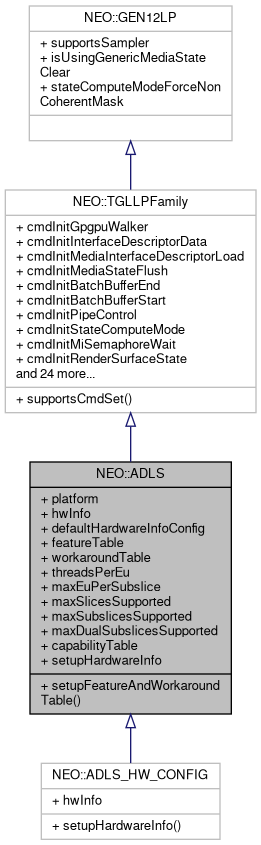 NEO::GEN12LP
+ supportsSampler
+ isUsingGenericMediaState
Clear
+ stateComputeModeForceNon
CoherentMask
NEO::TGLLPFamily
+ cmdInitGpgpuWalker
+ cmdInitInterfaceDescriptorData
+ cmdInitMediaInterfaceDescriptorLoad
+ cmdInitMediaStateFlush
+ cmdInitBatchBufferEnd
+ cmdInitBatchBufferStart
+ cmdInitPipeControl
+ cmdInitStateComputeMode
+ cmdInitMiSemaphoreWait
+ cmdInitRenderSurfaceState
and 24 more...
+ supportsCmdSet()
NEO::ADLS
+ platform
+ hwInfo
+ defaultHardwareInfoConfig
+ featureTable
+ workaroundTable
+ threadsPerEu
+ maxEuPerSubslice
+ maxSlicesSupported
+ maxSubslicesSupported
+ maxDualSubslicesSupported
+ capabilityTable
+ setupHardwareInfo
+ setupFeatureAndWorkaround
Table()
NEO::ADLS_HW_CONFIG
+ hwInfo
+ setupHardwareInfo()